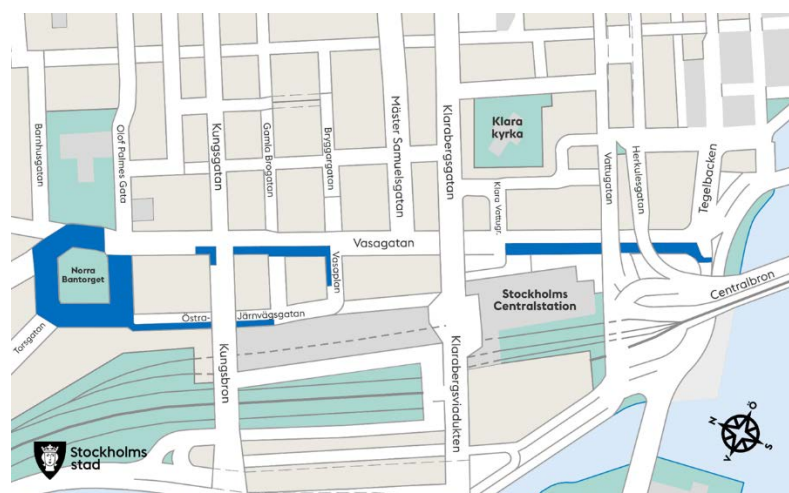 Barnhusgatan
Olof Palmes Gata
Kungsgatan
Gamla Brogatan
Bryggargatan
Mäster Samuelsgatan
Klarabergsgatan
Klara
kyrka
Klara Vattugr.
Vattugatan
Herkulesgatan
Tegelbacken
Vasagatan
Vasaplan
Norra
Bantorget
Torsgatan
Östra- Järnvägsgatan
Kungsbron
Klarabergsviadukten
Stockholms
Centralstation
Centralbron
Stockholms
stad
N
Ö
V
S